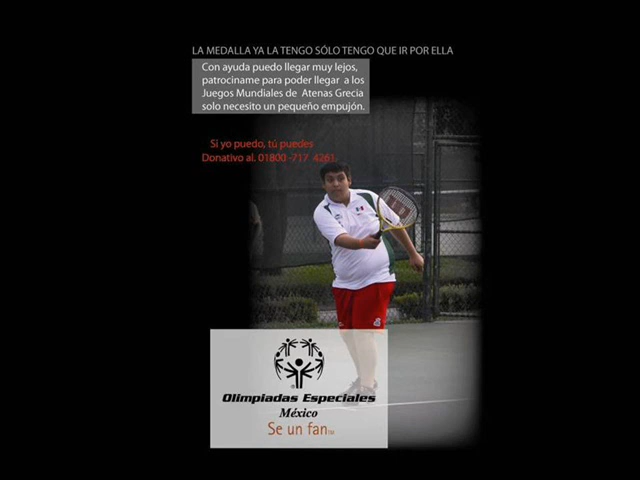 LA MEDALLA YA LA TENGO SÓLO TENGO QUE IR POR ELLA
Con ayuda puedo llegar muy lejos,
patrociname para poder llegar a los
Juegos Mundiales de Atenas Grecia
solo necesito un pequeño empujón.
Si yo puedo, tú puedes
Donativo al. 01800 -717 4261
Olimpiadas Especiales
México
Se un fan